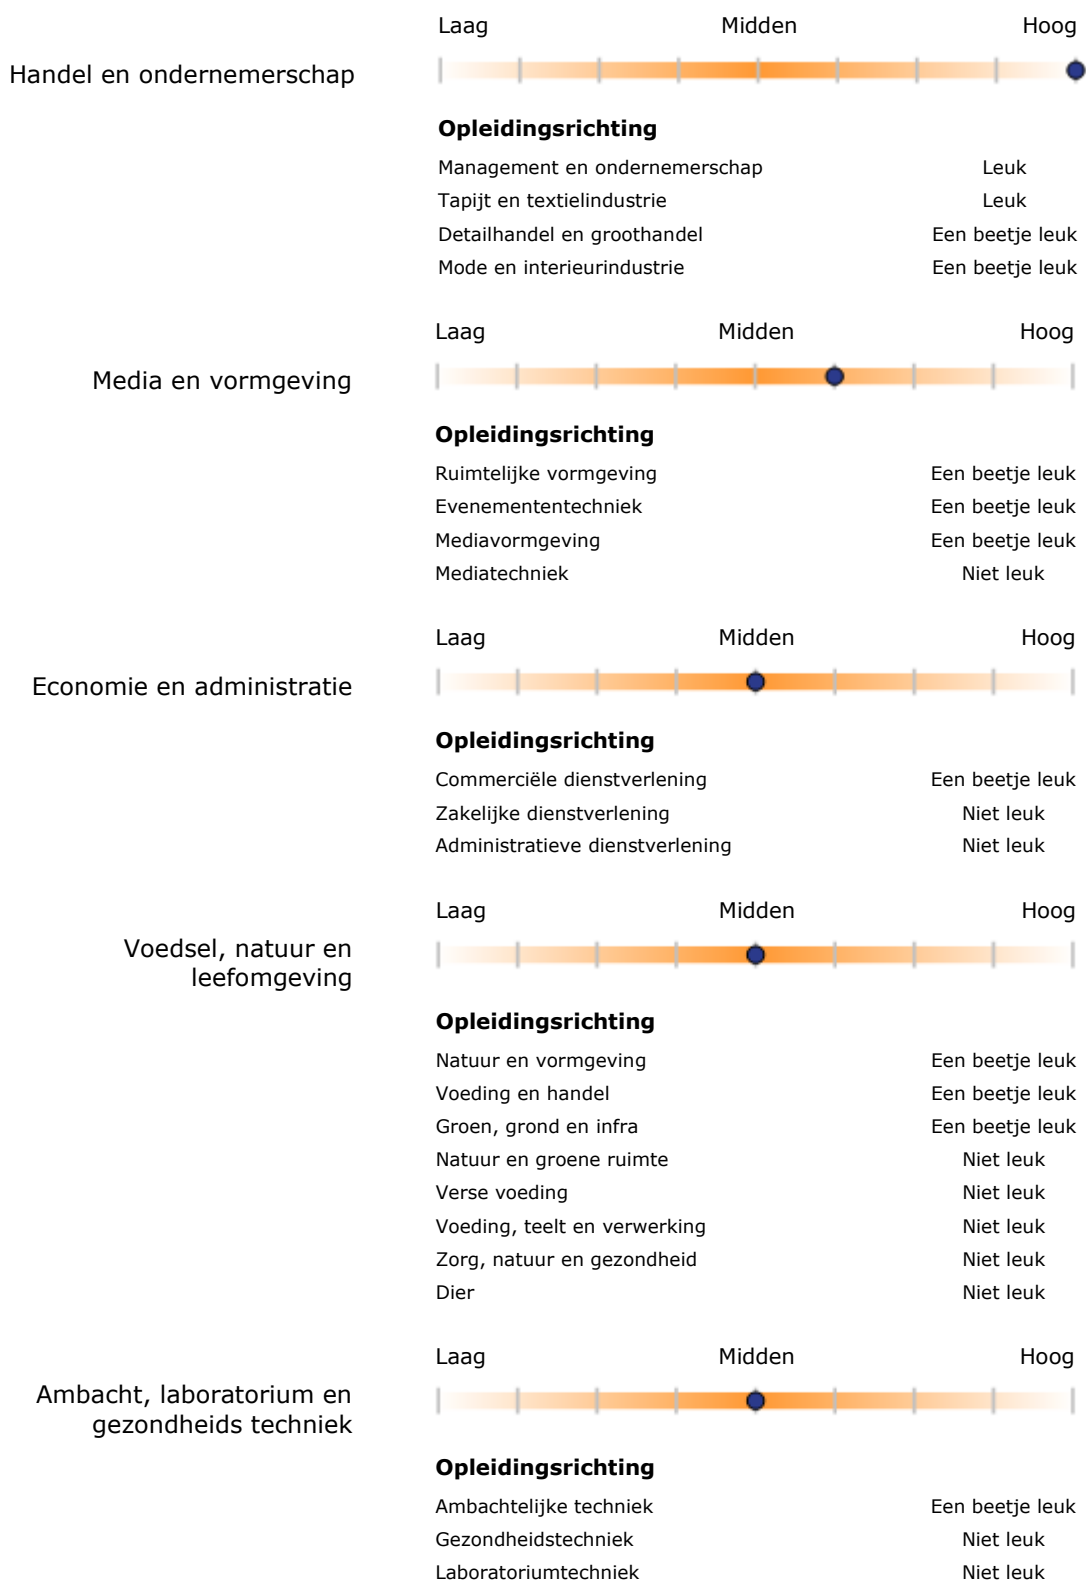 Laag Midden Hoog
Handel en ondernemerschap
Opleidingsrichting
Management en ondernemerschap Leuk
Tapijt en textielindustrie Leuk
Detailhandel en groothandel Een beetje leuk
Mode en interieurindustrie Een beetje leuk
Laag Midden Hoog
Media en vormgeving
Opleidingsrichting
Ruimtelijke vormgeving Een beetje leuk
Evenemententechniek Een beetje leuk
Mediavormgeving Een beetje leuk
Mediatechniek Niet leuk
Laag Midden Hoog
Economie en administratie
Opleidingsrichting
Commerciële dienstverlening Een beetje leuk
Zakelijke dienstverlening Niet leuk
Administratieve dienstverlening Niet leuk
Laag Midden Hoog
Voedsel, natuur en
leefomgeving
Opleidingsrichting
Natuur en vormgeving Een beetje leuk
Voeding en handel Een beetje leuk
Groen, grond en infra Een beetje leuk
Natuur en groene ruimte Niet leuk
Verse voeding Niet leuk
Voeding, teelt en verwerking Niet leuk
Zorg, natuur en gezondheid Niet leuk
Dier Niet leuk
Laag Midden Hoog
Ambacht, laboratorium en
gezondheids techniek
Opleidingsrichting
Ambachtelijke techniek Een beetje leuk
Gezondheidstechniek Niet leuk
Laboratoriumtechniek Niet leuk